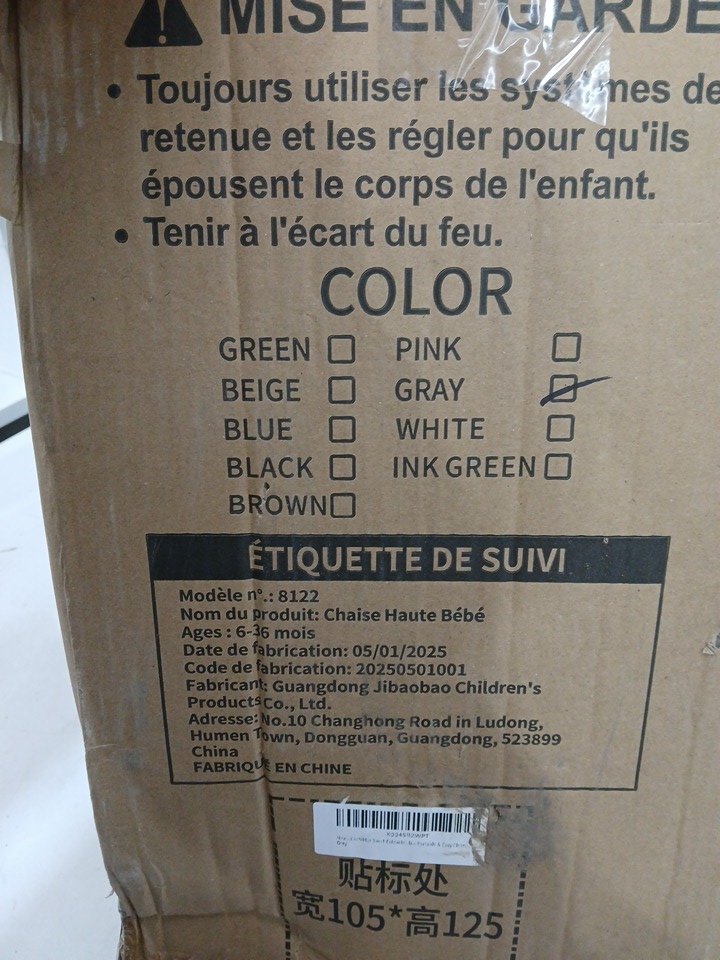 MISE EN GARDE
• Toujours utiliser les systèmes de
retenue et les régler pour qu'ils
épousent le corps de l'enfant.
• Tenir à l'écart du feu.
COLOR
GREEN □ PINK □
BEIGE □ GRAY □
BLUE □ WHITE □
BLACK □ INK GREEN □
BROWN □
ÉTIQUETTE DE SUIVI
Modèle n°.: 8122
Nom du produit: Chaise Haute Bébé
Ages : 6-36 mois
Date de fabrication: 05/01/2025
Code de fabrication: 20250501001
Fabricant: Guangdong Jibaobao Children's
Products Co., Ltd.
Adresse: No.10 Changhong Road in Ludong,
Humen Town, Dongguan, Guangdong, 523899
China
FABRIQUÉ EN CHINE
Gray
贴标处
宽105*高125